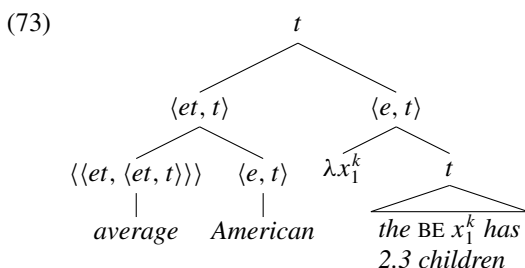 (73)
t
⟨et, t⟩ ⟨e, t⟩
⟨⟨et, ⟨et, t⟩⟩⟩ ⟨e, t⟩ λx₁ᵏ t
average American the BE x₁ᵏ has
2.3 children